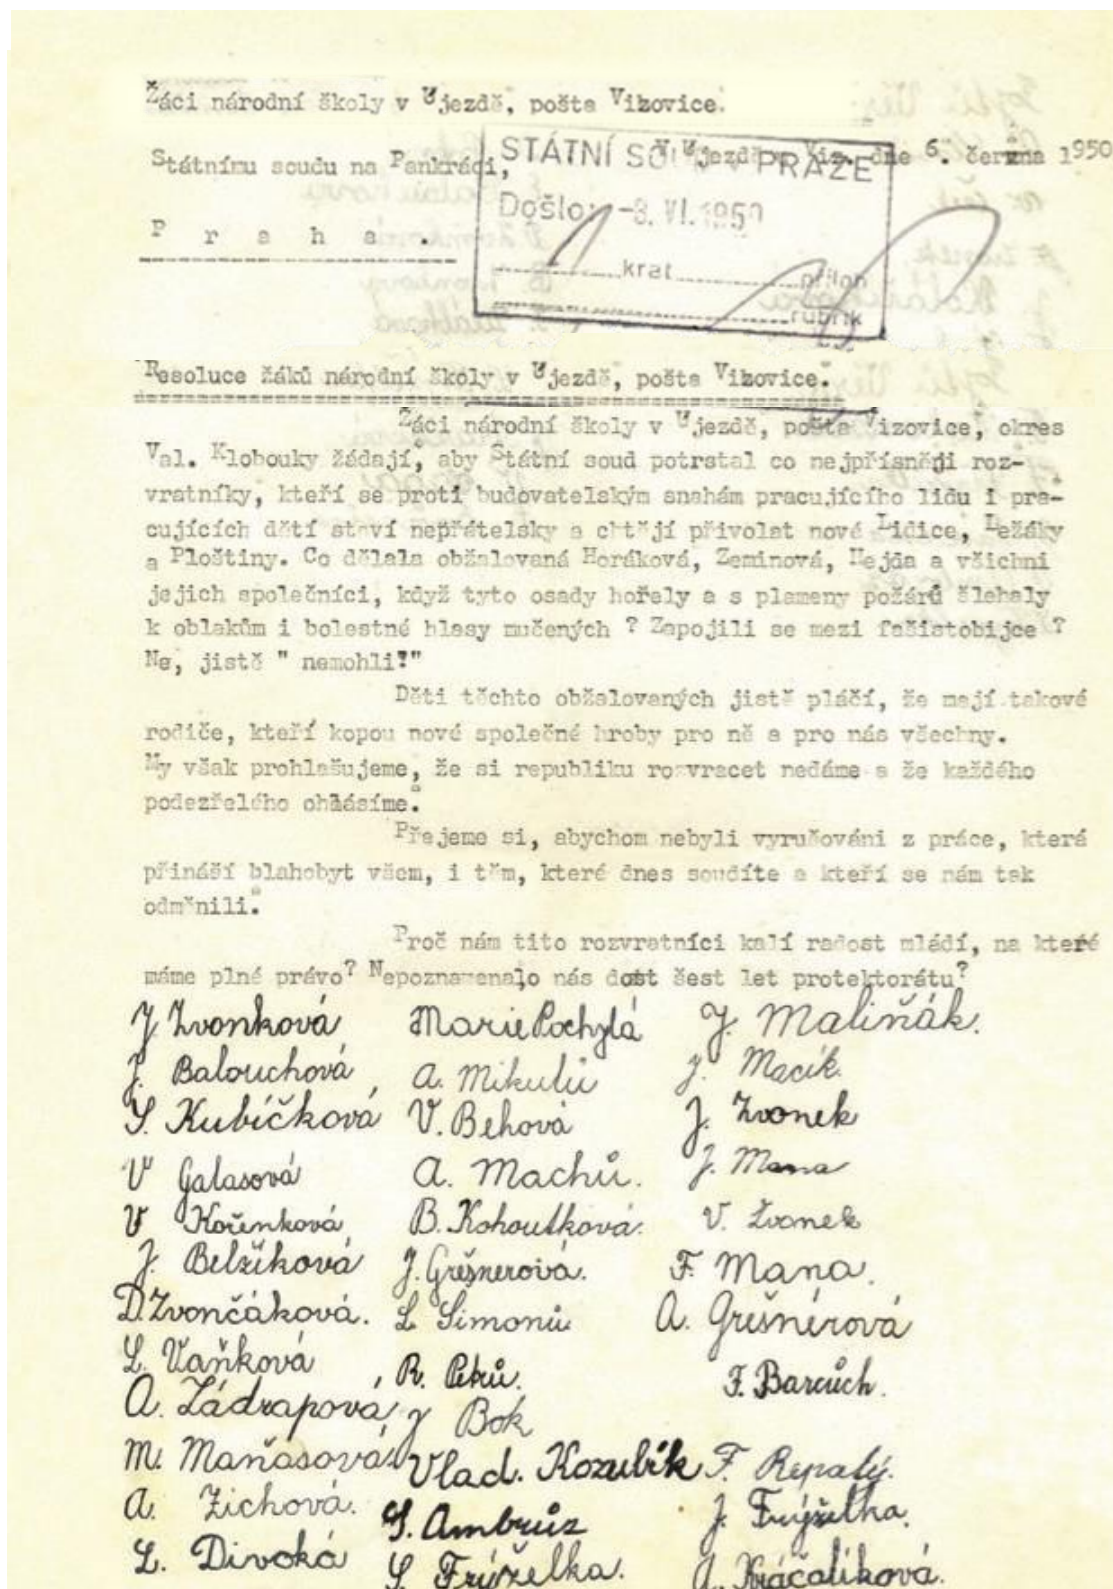 Žáci národní školy v Újezdě, pošta Vizovice.
Státnímu soudu na Pankráci,
V Újezdě u Viz. dne 6. června 1950
STÁTNÍ SOUD V PRAZE
Došlo: -8. VI. 1950
P r a h a .
1 krat příloh
rubrik
Resoluce žáků národní školy v Újezdě, pošta Vizovice.
Žáci národní školy v Újezdě, pošta Vizovice, okres
Val. Klobouky žádají, aby Státní soud potrstal co nejpřísněji roz-
vratníky, kteří se proti budovatelským snahám pracujícího lidu i pra-
cujících dětí staví nepřátelsky a chtějí přivolat nové Lidice, Ležáky
a Ploštiny. Co dělala obžalovaná Horáková, Zeminová, Nejda a všichni
jejich společníci, když tyto osady hořely a s plameny požárů šlehaly
k oblakům i bolestné hlasy mučených ? Zapojili se mezi fašistobijce ?
Ne, jistě " nemohli!"
Děti těchto obžalovaných jistě pláčí, že mají takové
rodiče, kteří kopou nové společné hroby pro ně a pro nás všechny.
My však prohlašujeme, že si republiku rozvracet nedáme a že každého
podezřelého ohlásíme.
Přejeme si, abychom nebyli vyrušováni z práce, která
přináší blahobyt všem, i těm, které dnes soudíte a kteří se nám tak
odměnili.
Proč nám tito rozvratníci kalí radost mládí, na které
máme plné právo? Nepoznamenalo nás dost šest let protektorátu?
J. Zvonková Marie Pochylá J. Maliňák.
J. Balouchová A. Mikulů J. Macík.
S. Kubíčková V. Behová J. Zvonek
V Galasová A. Machů. J. Mana
V Kořenková B. Kohoutková. V. Zvonek
J. Belžíková J. Grešnerová. F. Mana.
D. Zvončáková. L Šimonů A. Grešnérová
L. Vaňková R. Petrů. F. Barcůch.
A. Zádrapová J Bok
M. Maňasová Vlad. Kozubík F. Repatý.
A. Zichová. S. Ambrůz J. Frýželka.
L. Divoká S. Frýželka. A. Kráčalíková.